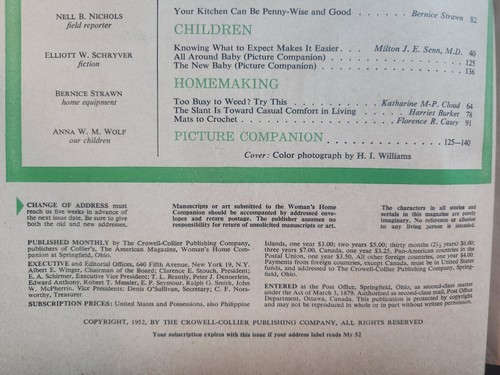 NELL B. NICHOLS
field reporter
ELLIOTT W. SCHRYVER
fiction
BERNICE STRAWN
home equipment
ANNA W. M. WOLF
our children
Your Kitchen Can Be Penny-Wise and Good . . . . . Bernice Strawn 82
CHILDREN
Knowing What to Expect Makes It Easier . . . Milton J. E. Senn, M.D. 40
All Around Baby (Picture Companion) . . . . . 125
The New Baby (Picture Companion) . . . . . 136
HOMEMAKING
Too Busy to Weed? Try This . . . . . Katharine M-P. Cloud 64
The Slant Is Toward Casual Comfort in Living . . . . Harriet Burket 78
Mats to Crochet . . . . . Florence R. Casey 91
PICTURE COMPANION . . . . . 125—140
Cover: Color photograph by H. I. Williams
CHANGE OF ADDRESS must
reach us five weeks in advance of
the next issue date. Be sure to give
both the old and new addresses.
Manuscripts or art submitted to the Woman's Home
Companion should be accompanied by addressed enve-
lopes and return postage. The publisher assumes no
responsibility for return of unsolicited manuscripts or art.
The characters in all stories and
serials in this magazine are purely
imaginary. No reference or allusion
to any living person is intended.
PUBLISHED MONTHLY by The Crowell-Collier Publishing Company,
publishers of Collier's, The American Magazine, Woman's Home Com-
panion at Springfield, Ohio.
EXECUTIVE and Editorial Offices, 640 Fifth Avenue, New York 19, N.Y.
Albert E. Winger, Chairman of the Board; Clarence E. Stouch, President;
E. A. Schirmer, Executive Vice President; T. L. Brantly, Peter J. Dennerlein,
Edward Anthony, Robert T. Messler, E. P. Seymour, Ralph G. Smith, John
W. McPherrin, Vice Presidents; Denis O'Sullivan, Secretary; C. F. Nors-
worthy, Treasurer.
SUBSCRIPTION PRICES: United States and Possessions, also Philippine
Islands, one year $3.00; two years $5.00; thirty months (2½ years) $6.00;
three years $7.00. Canada, one year $3.25. Pan-American countries in the
Postal Union, one year $3.50. All other foreign countries, one year $4.00.
Payments from foreign countries, except Canada, must be in United States
funds, and addressed to The Crowell-Collier Publishing Company, Spring-
field, Ohio.
ENTERED at the Post Office, Springfield, Ohio, as second-class matter
under the Act of March 3, 1879. Authorized as second-class mail, Post Office
Department, Ottawa, Canada. This publication is protected by copyright
and may not be reproduced in whole or in part without written permission.
COPYRIGHT, 1952, BY THE CROWELL-COLLIER PUBLISHING COMPANY, ALL RIGHTS RESERVED
Your subscription expires with this issue if your address label reads My 52